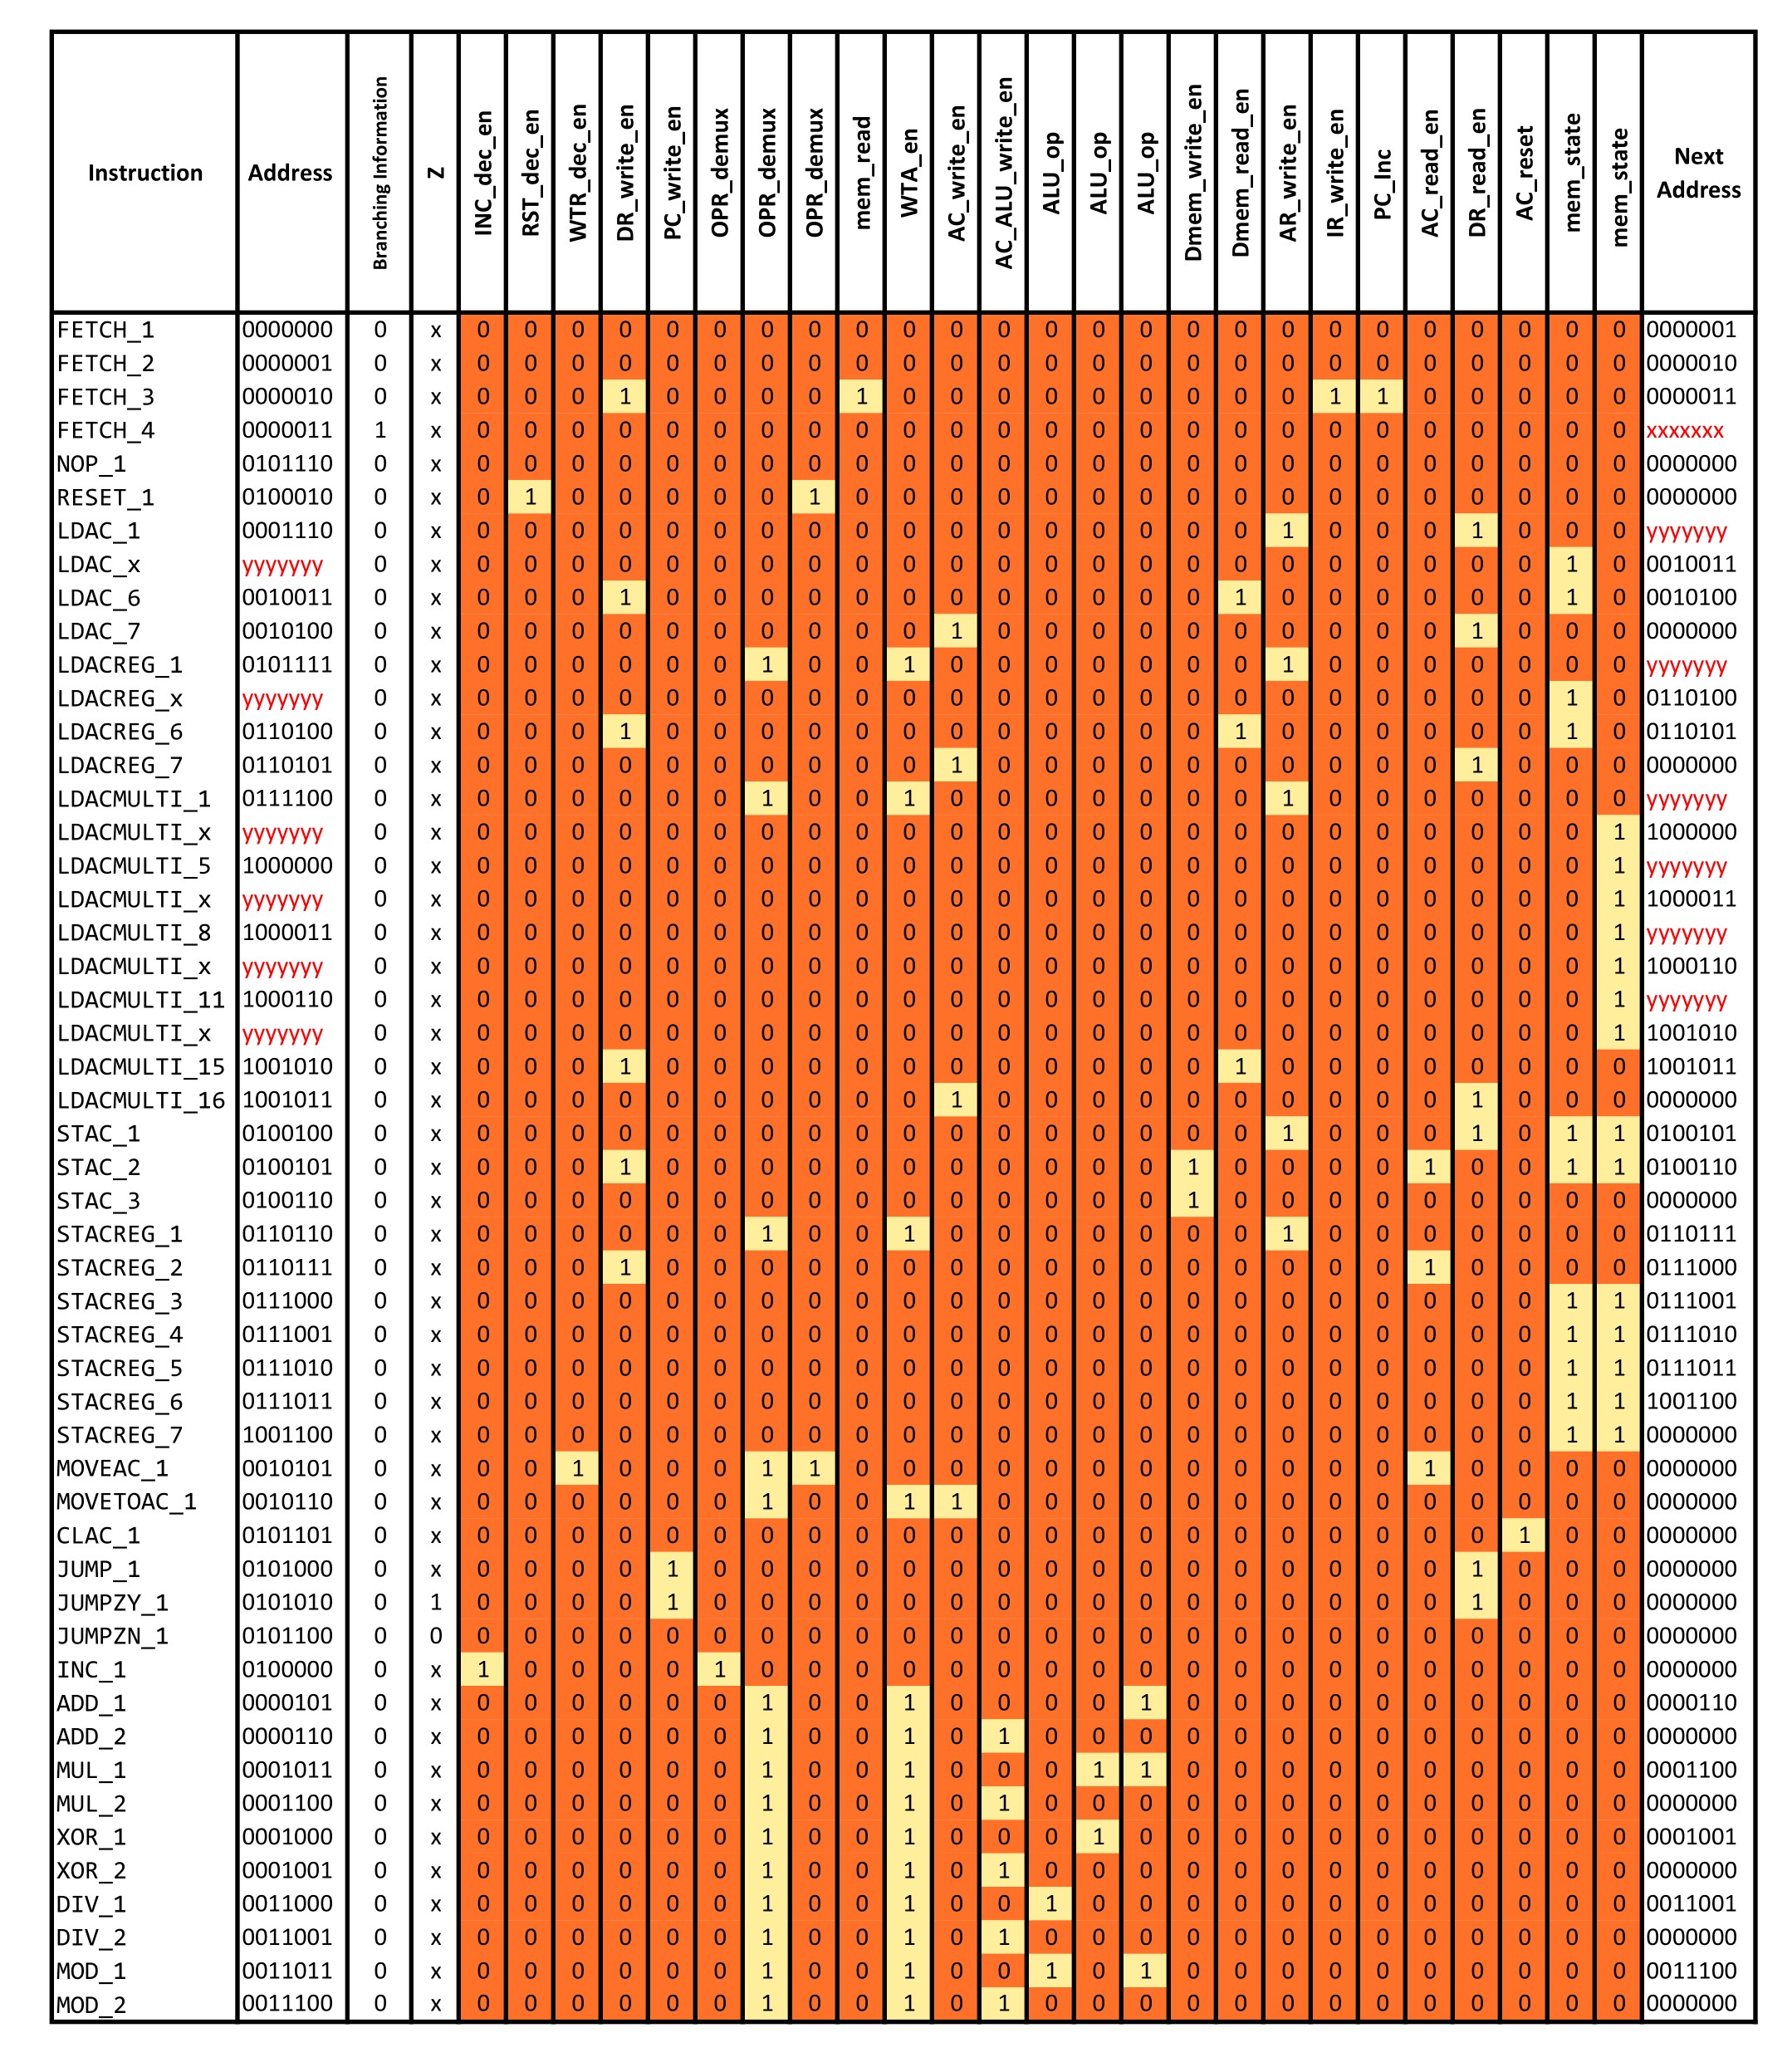 Instruction Address Branching Information Z INC_dec_en RST_dec_en WTR_dec_en DR_write_en PC_write_en OPR_demux OPR_demux OPR_demux mem_read WTA_en AC_write_en AC_ALU_write_en ALU_op ALU_op ALU_op Dmem_write_en Dmem_read_en AR_write_en IR_write_en PC_Inc AC_read_en DR_read_en AC_reset mem_state mem_state Next Address
FETCH_1 0000000 0 x 0 0 0 0 0 0 0 0 0 0 0 0 0 0 0 0 0 0 0 0 0 0 0 0 0 0000001
FETCH_2 0000001 0 x 0 0 0 0 0 0 0 0 0 0 0 0 0 0 0 0 0 0 0 0 0 0 0 0 0 0000010
FETCH_3 0000010 0 x 0 0 0 1 0 0 0 0 1 0 0 0 0 0 0 0 0 0 1 1 0 0 0 0 0 0000011
FETCH_4 0000011 1 x 0 0 0 0 0 0 0 0 0 0 0 0 0 0 0 0 0 0 0 0 0 0 0 0 0 xxxxxxx
NOP_1 0101110 0 x 0 0 0 0 0 0 0 0 0 0 0 0 0 0 0 0 0 0 0 0 0 0 0 0 0 0000000
RESET_1 0100010 0 x 0 1 0 0 0 0 0 1 0 0 0 0 0 0 0 0 0 0 0 0 0 0 0 0 0 0000000
LDAC_1 0001110 0 x 0 0 0 0 0 0 0 0 0 0 0 0 0 0 0 0 0 1 0 0 0 1 0 0 0 yyyyyyy
LDAC_x yyyyyyy 0 x 0 0 0 0 0 0 0 0 0 0 0 0 0 0 0 0 0 0 0 0 0 0 0 1 0 0010011
LDAC_6 0010011 0 x 0 0 0 1 0 0 0 0 0 0 0 0 0 0 0 0 1 0 0 0 0 0 0 1 0 0010100
LDAC_7 0010100 0 x 0 0 0 0 0 0 0 0 0 0 1 0 0 0 0 0 0 0 0 0 0 1 0 0 0 0000000
LDACREG_1 0101111 0 x 0 0 0 0 0 0 1 0 0 1 0 0 0 0 0 0 0 1 0 0 0 0 0 0 0 yyyyyyy
LDACREG_x yyyyyyy 0 x 0 0 0 0 0 0 0 0 0 0 0 0 0 0 0 0 0 0 0 0 0 0 0 1 0 0110100
LDACREG_6 0110100 0 x 0 0 0 1 0 0 0 0 0 0 0 0 0 0 0 0 1 0 0 0 0 0 0 1 0 0110101
LDACREG_7 0110101 0 x 0 0 0 0 0 0 0 0 0 0 1 0 0 0 0 0 0 0 0 0 0 1 0 0 0 0000000
LDACMULTI_1 0111100 0 x 0 0 0 0 0 0 1 0 0 1 0 0 0 0 0 0 0 1 0 0 0 0 0 0 0 yyyyyyy
LDACMULTI_x yyyyyyy 0 x 0 0 0 0 0 0 0 0 0 0 0 0 0 0 0 0 0 0 0 0 0 0 0 0 1 1000000
LDACMULTI_5 1000000 0 x 0 0 0 0 0 0 0 0 0 0 0 0 0 0 0 0 0 0 0 0 0 0 0 0 1 yyyyyyy
LDACMULTI_x yyyyyyy 0 x 0 0 0 0 0 0 0 0 0 0 0 0 0 0 0 0 0 0 0 0 0 0 0 0 1 1000011
LDACMULTI_8 1000011 0 x 0 0 0 0 0 0 0 0 0 0 0 0 0 0 0 0 0 0 0 0 0 0 0 0 1 yyyyyyy
LDACMULTI_x yyyyyyy 0 x 0 0 0 0 0 0 0 0 0 0 0 0 0 0 0 0 0 0 0 0 0 0 0 0 1 1000110
LDACMULTI_11 1000110 0 x 0 0 0 0 0 0 0 0 0 0 0 0 0 0 0 0 0 0 0 0 0 0 0 0 1 yyyyyyy
LDACMULTI_x yyyyyyy 0 x 0 0 0 0 0 0 0 0 0 0 0 0 0 0 0 0 0 0 0 0 0 0 0 0 1 1001010
LDACMULTI_15 1001010 0 x 0 0 0 1 0 0 0 0 0 0 0 0 0 0 0 0 1 0 0 0 0 0 0 0 0 1001011
LDACMULTI_16 1001011 0 x 0 0 0 0 0 0 0 0 0 0 1 0 0 0 0 0 0 0 0 0 0 1 0 0 0 0000000
STAC_1 0100100 0 x 0 0 0 0 0 0 0 0 0 0 0 0 0 0 0 0 0 1 0 0 0 1 0 1 1 0100101
STAC_2 0100101 0 x 0 0 0 1 0 0 0 0 0 0 0 0 0 0 0 1 0 0 0 0 1 0 0 1 1 0100110
STAC_3 0100110 0 x 0 0 0 0 0 0 0 0 0 0 0 0 0 0 0 1 0 0 0 0 0 0 0 0 0 0000000
STACREG_1 0110110 0 x 0 0 0 0 0 0 1 0 0 1 0 0 0 0 0 0 0 1 0 0 0 0 0 0 0 0110111
STACREG_2 0110111 0 x 0 0 0 1 0 0 0 0 0 0 0 0 0 0 0 0 0 0 0 0 1 0 0 0 0 0111000
STACREG_3 0111000 0 x 0 0 0 0 0 0 0 0 0 0 0 0 0 0 0 0 0 0 0 0 0 0 0 1 1 0111001
STACREG_4 0111001 0 x 0 0 0 0 0 0 0 0 0 0 0 0 0 0 0 0 0 0 0 0 0 0 0 1 1 0111010
STACREG_5 0111010 0 x 0 0 0 0 0 0 0 0 0 0 0 0 0 0 0 0 0 0 0 0 0 0 0 1 1 0111011
STACREG_6 0111011 0 x 0 0 0 0 0 0 0 0 0 0 0 0 0 0 0 0 0 0 0 0 0 0 0 1 1 1001100
STACREG_7 1001100 0 x 0 0 0 0 0 0 0 0 0 0 0 0 0 0 0 0 0 0 0 0 0 0 0 1 1 0000000
MOVEAC_1 0010101 0 x 0 0 1 0 0 0 1 1 0 0 0 0 0 0 0 0 0 0 0 0 1 0 0 0 0 0000000
MOVETOAC_1 0010110 0 x 0 0 0 0 0 0 1 0 0 1 1 0 0 0 0 0 0 0 0 0 0 0 0 0 0 0000000
CLAC_1 0101101 0 x 0 0 0 0 0 0 0 0 0 0 0 0 0 0 0 0 0 0 0 0 0 0 1 0 0 0000000
JUMP_1 0101000 0 x 0 0 0 0 1 0 0 0 0 0 0 0 0 0 0 0 0 0 0 0 0 1 0 0 0 0000000
JUMPZY_1 0101010 0 1 0 0 0 0 1 0 0 0 0 0 0 0 0 0 0 0 0 0 0 0 0 1 0 0 0 0000000
JUMPZN_1 0101100 0 0 0 0 0 0 0 0 0 0 0 0 0 0 0 0 0 0 0 0 0 0 0 0 0 0 0 0000000
INC_1 0100000 0 x 1 0 0 0 0 1 0 0 0 0 0 0 0 0 0 0 0 0 0 0 0 0 0 0 0 0000000
ADD_1 0000101 0 x 0 0 0 0 0 0 1 0 0 1 0 0 0 0 1 0 0 0 0 0 0 0 0 0 0 0000110
ADD_2 0000110 0 x 0 0 0 0 0 0 1 0 0 1 0 1 0 0 0 0 0 0 0 0 0 0 0 0 0 0000000
MUL_1 0001011 0 x 0 0 0 0 0 0 1 0 0 1 0 0 0 1 1 0 0 0 0 0 0 0 0 0 0 0001100
MUL_2 0001100 0 x 0 0 0 0 0 0 1 0 0 1 0 1 0 0 0 0 0 0 0 0 0 0 0 0 0 0000000
XOR_1 0001000 0 x 0 0 0 0 0 0 1 0 0 1 0 0 0 1 0 0 0 0 0 0 0 0 0 0 0 0001001
XOR_2 0001001 0 x 0 0 0 0 0 0 1 0 0 1 0 1 0 0 0 0 0 0 0 0 0 0 0 0 0 0000000
DIV_1 0011000 0 x 0 0 0 0 0 0 1 0 0 1 0 0 1 0 0 0 0 0 0 0 0 0 0 0 0 0011001
DIV_2 0011001 0 x 0 0 0 0 0 0 1 0 0 1 0 1 0 0 0 0 0 0 0 0 0 0 0 0 0 0000000
MOD_1 0011011 0 x 0 0 0 0 0 0 1 0 0 1 0 0 1 0 1 0 0 0 0 0 0 0 0 0 0 0011100
MOD_2 0011100 0 x 0 0 0 0 0 0 1 0 0 1 0 1 0 0 0 0 0 0 0 0 0 0 0 0 0 0000000